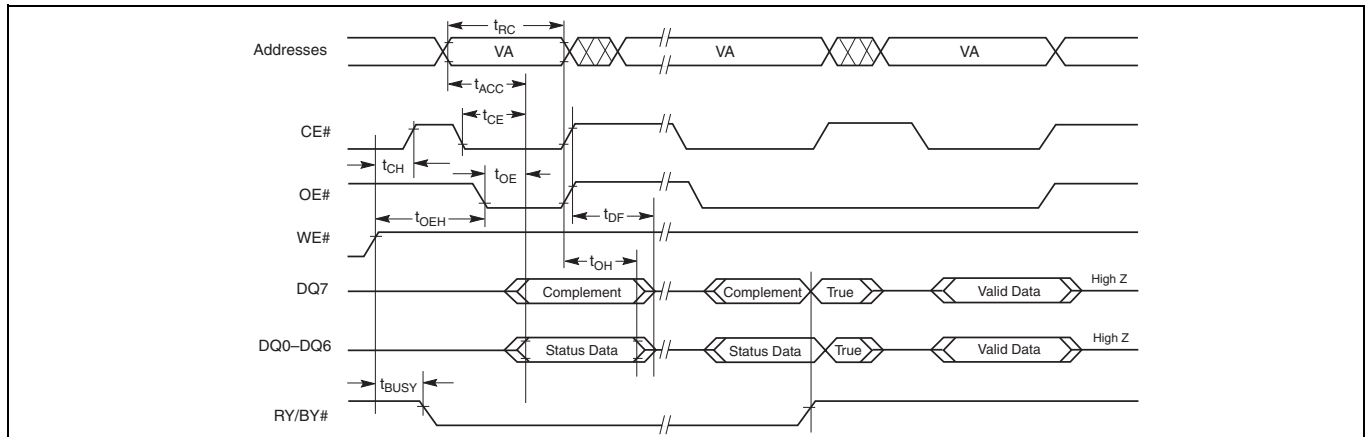 tRC
Addresses VA VA VA
tACC
tCE
CE#
tCH
tOE
OE#
tOEH tDF
WE#
tOH
DQ7 Complement Complement True Valid Data High Z
DQ0–DQ6 Status Data Status Data True Valid Data High Z
tBUSY
RY/BY#